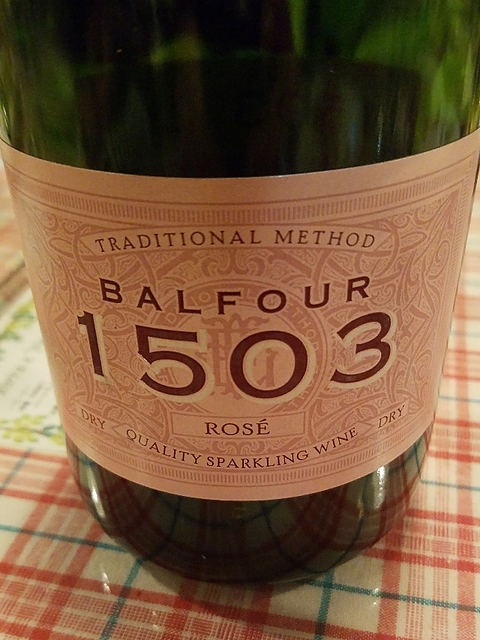 TRADITIONAL METHOD
BALFOUR
1503
ROSÉ
DRY QUALITY SPARKLING WINE DRY